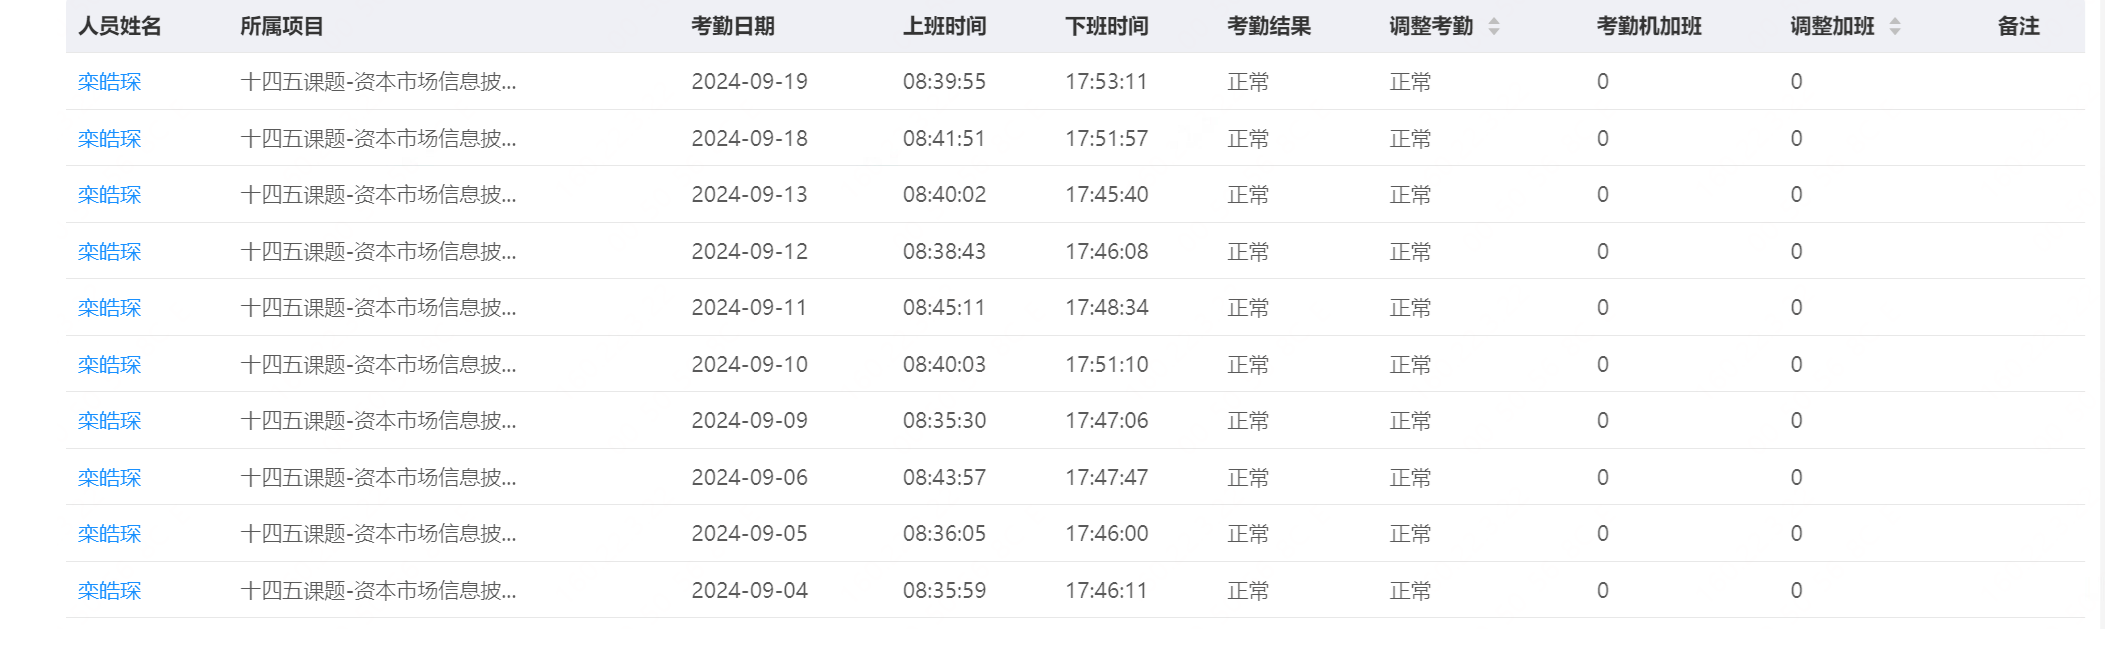 人员姓名 所属项目 考勤日期 上班时间 下班时间 考勤结果 调整考勤 考勤机加班 调整加班 备注
栾皓琛 十四五课题-资本市场信息披... 2024-09-19 08:39:55 17:53:11 正常 正常 0 0
栾皓琛 十四五课题-资本市场信息披... 2024-09-18 08:41:51 17:51:57 正常 正常 0 0
栾皓琛 十四五课题-资本市场信息披... 2024-09-13 08:40:02 17:45:40 正常 正常 0 0
栾皓琛 十四五课题-资本市场信息披... 2024-09-12 08:38:43 17:46:08 正常 正常 0 0
栾皓琛 十四五课题-资本市场信息披... 2024-09-11 08:45:11 17:48:34 正常 正常 0 0
栾皓琛 十四五课题-资本市场信息披... 2024-09-10 08:40:03 17:51:10 正常 正常 0 0
栾皓琛 十四五课题-资本市场信息披... 2024-09-09 08:35:30 17:47:06 正常 正常 0 0
栾皓琛 十四五课题-资本市场信息披... 2024-09-06 08:43:57 17:47:47 正常 正常 0 0
栾皓琛 十四五课题-资本市场信息披... 2024-09-05 08:36:05 17:46:00 正常 正常 0 0
栾皓琛 十四五课题-资本市场信息披... 2024-09-04 08:35:59 17:46:11 正常 正常 0 0